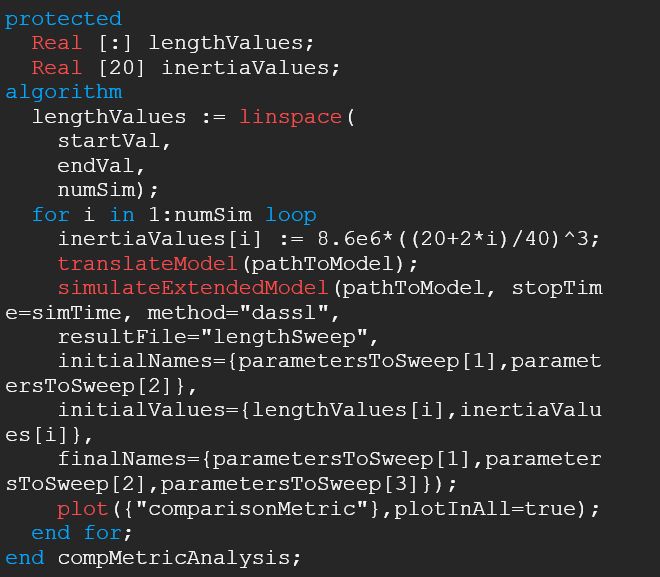 protected
  Real [:] lengthValues;
  Real [20] inertiaValues;
algorithm
  lengthValues := linspace(
    startVal,
    endVal,
    numSim);
  for i in 1:numSim loop
    inertiaValues[i] := 8.6e6*((20+2*i)/40)^3;
    translateModel(pathToModel);
    simulateExtendedModel(pathToModel, stopTim
e=simTime, method="dassl",
    resultFile="lengthSweep",
    initialNames={parametersToSweep[1],paramet
ersToSweep[2]},
    initialValues={lengthValues[i],inertiaValu
es[i]},
    finalNames={parametersToSweep[1],parameter
sToSweep[2],parametersToSweep[3]});
    plot({"comparisonMetric"},plotInAll=true);
  end for;
end compMetricAnalysis;